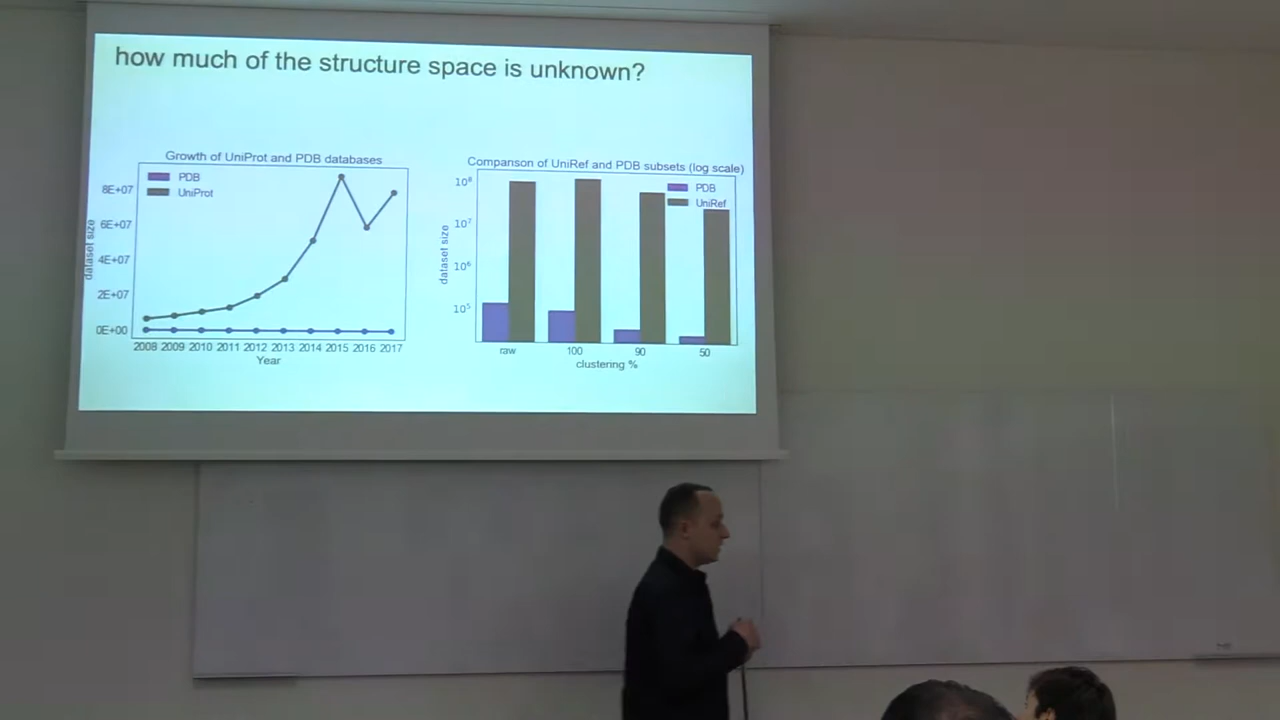 how much of the structure space is unknown?
Growth of UniProt and PDB databases
PDB
UniProt
8E+07
6E+07
4E+07
2E+07
0E+00
dataset size
2008 2009 2010 2011 2012 2013 2014 2015 2016 2017
Year
Comparison of UniRef and PDB subsets (log scale)
PDB
UniRef
10⁸
10⁷
10⁶
10⁵
dataset size
raw 100 90 50
clustering %